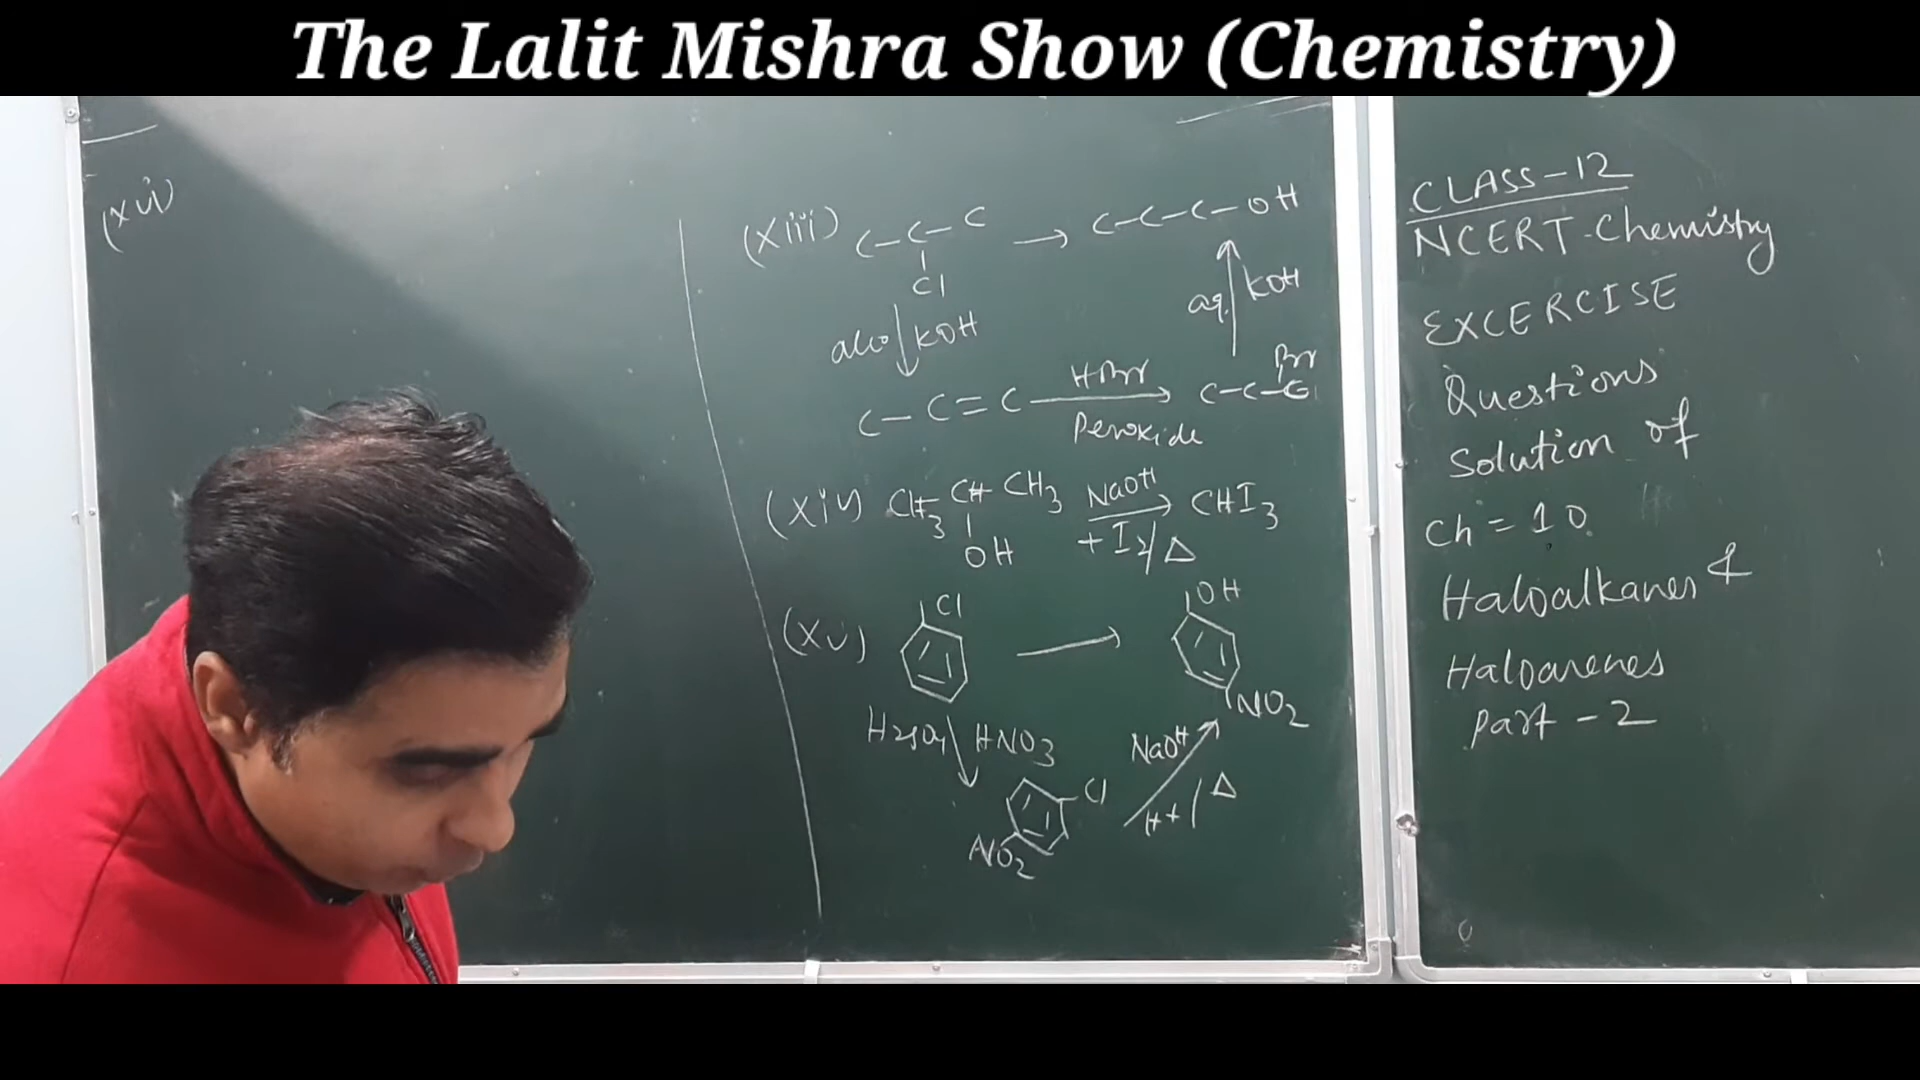 The Lalit Mishra Show (Chemistry)
(xvi)
(xiii) C-C-C → C-C-C-OH
Cl
alco KOH
aq. KOH
C-C=C HBr Peroxide C-C-C
Br
(xiv) CH3 CH CH3 NaOH → CHI3
OH + I2/Δ
(xv) Cl → OH
NO2
H2SO4 HNO3
NaOH
H+/Δ
Cl
NO2
CLASS-12
NCERT-Chemistry
EXCERCISE
Questions
Solution of
Ch = 10
Haloalkanes &
Haloarenes
Part - 2